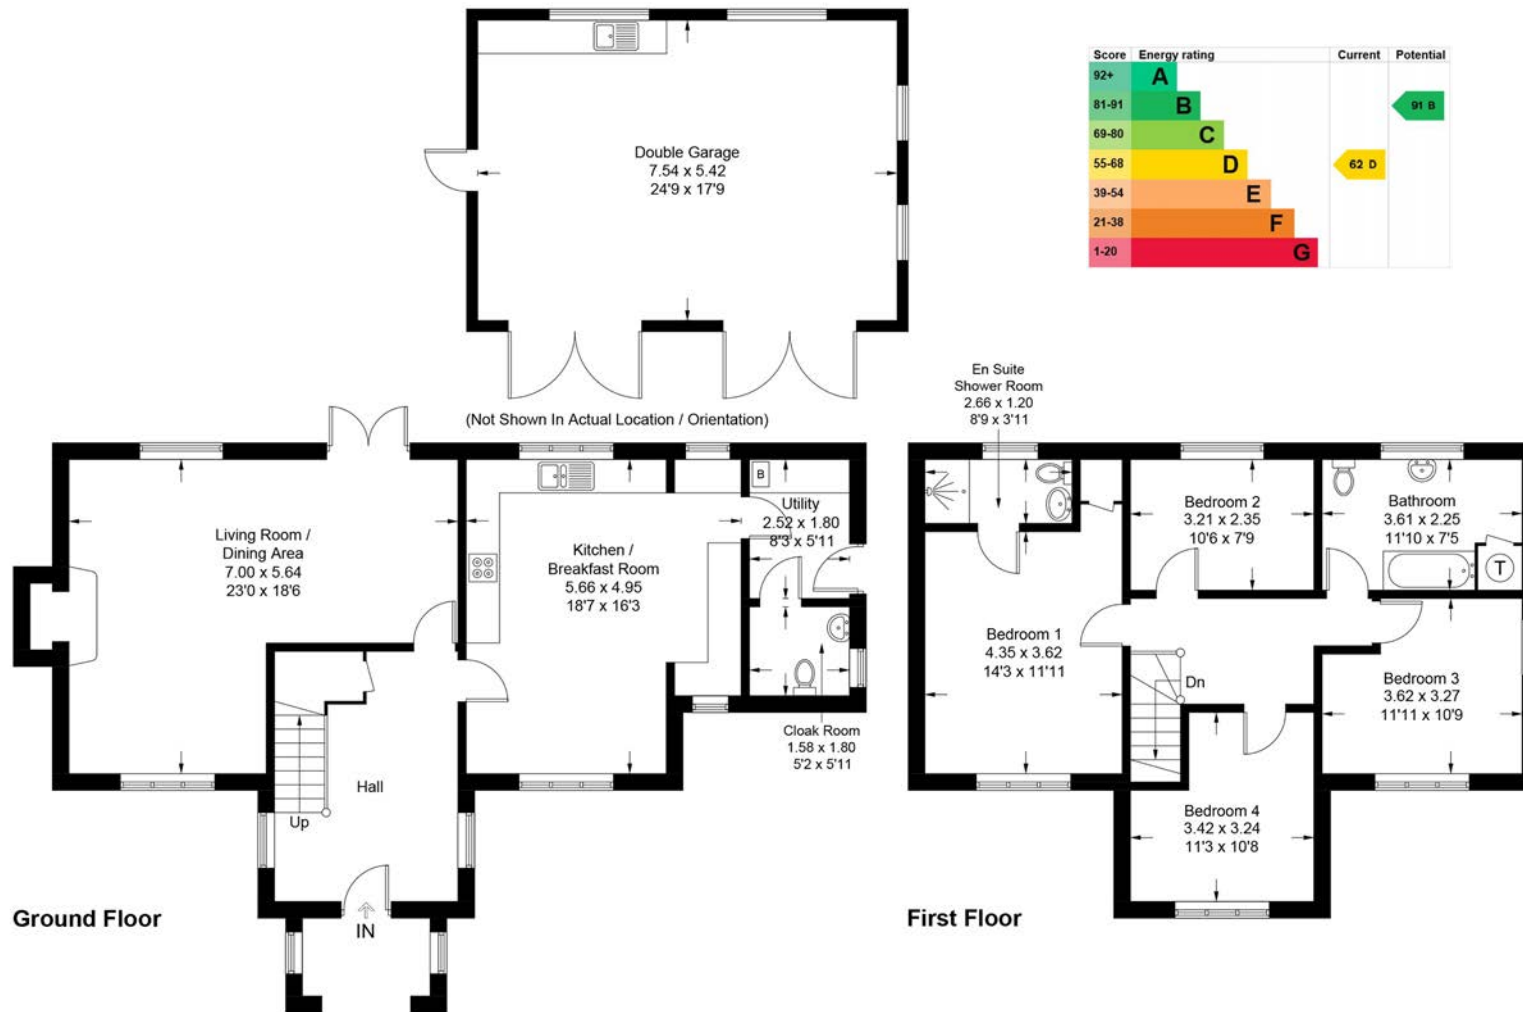 Double Garage
7.54 x 5.42
24'9 x 17'9
(Not Shown In Actual Location / Orientation)
Score Energy rating Current Potential
92+ A
81-91 B 91 B
69-80 C
55-68 D 62 D
39-54 E
21-38 F
1-20 G
Living Room /
Dining Area
7.00 x 5.64
23'0 x 18'6
Kitchen /
Breakfast Room
5.66 x 4.95
18'7 x 16'3
B
Utility
2.52 x 1.80
8'3 x 5'11
Cloak Room
1.58 x 1.80
5'2 x 5'11
Hall
Up
IN
Ground Floor
En Suite
Shower Room
2.66 x 1.20
8'9 x 3'11
Bedroom 2
3.21 x 2.35
10'6 x 7'9
Bathroom
3.61 x 2.25
11'10 x 7'5
T
Bedroom 1
4.35 x 3.62
14'3 x 11'11
Dn
Bedroom 3
3.62 x 3.27
11'11 x 10'9
Bedroom 4
3.42 x 3.24
11'3 x 10'8
First Floor